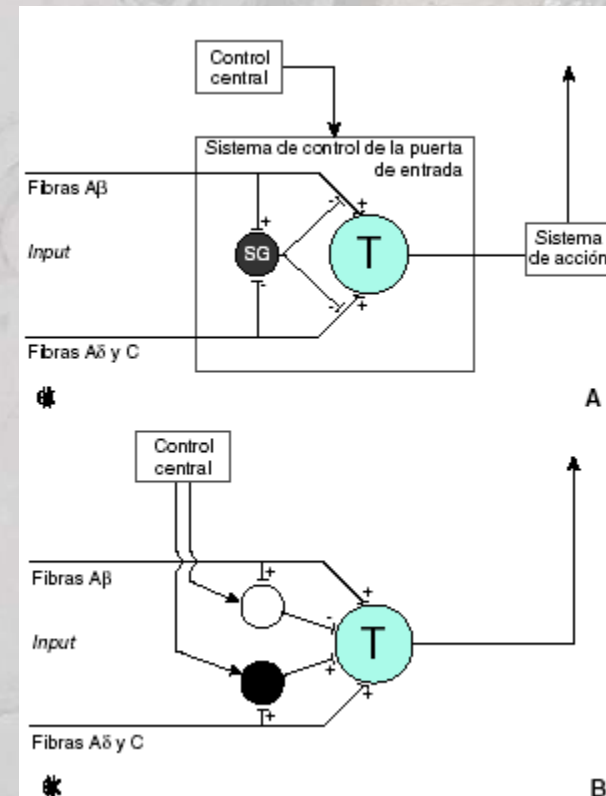 Control
central
Sistema de control de la puerta
de entrada
Fibras Aβ
+
-
+
Input
SG
T
Sistema
de acción
-
-
+
Fibras Aδ y C
A
Control
central
Fibras Aβ
+
+
-
Input
T
+
+
+
Fibras Aδ y C
B